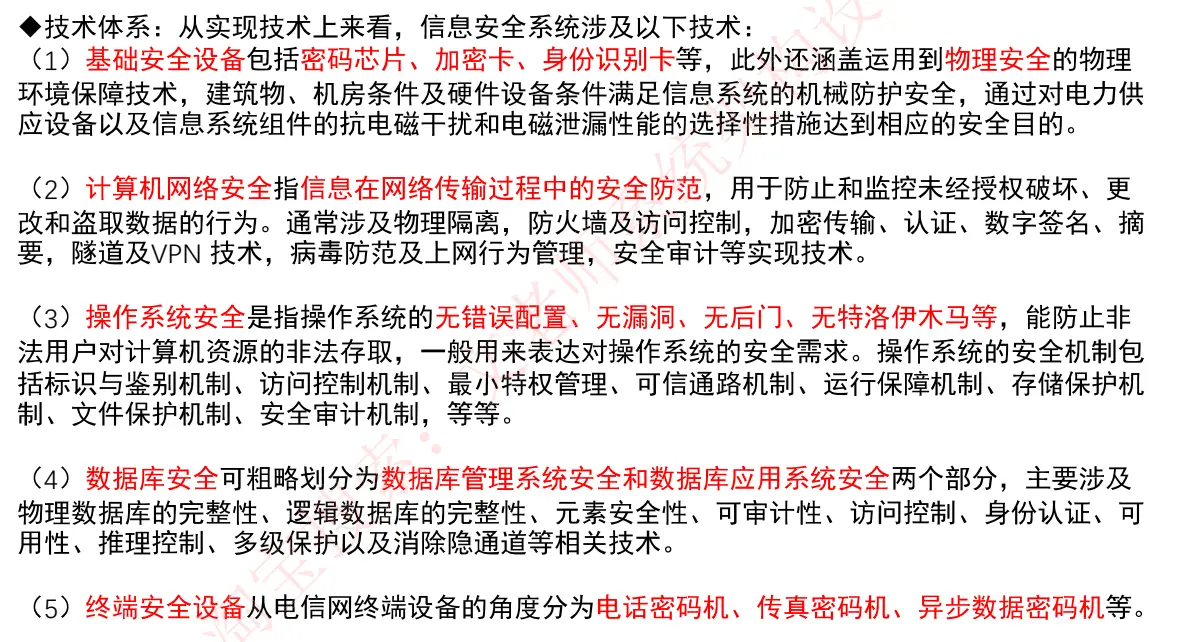 ◆技术体系：从实现技术上来看，信息安全系统涉及以下技术：
（1）基础安全设备包括密码芯片、加密卡、身份识别卡等，此外还涵盖运用到物理安全的物理
环境保障技术，建筑物、机房条件及硬件设备条件满足信息系统的机械防护安全，通过对电力供
应设备以及信息系统组件的抗电磁干扰和电磁泄漏性能的选择性措施达到相应的安全目的。
（2）计算机网络安全指信息在网络传输过程中的安全防范，用于防止和监控未经授权破坏、更
改和盗取数据的行为。通常涉及物理隔离，防火墙及访问控制，加密传输、认证、数字签名、摘
要，隧道及VPN 技术，病毒防范及上网行为管理，安全审计等实现技术。
（3）操作系统安全是指操作系统的无错误配置、无漏洞、无后门、无特洛伊木马等，能防止非
法用户对计算机资源的非法存取，一般用来表达对操作系统的安全需求。操作系统的安全机制包
括标识与鉴别机制、访问控制机制、最小特权管理、可信通路机制、运行保障机制、存储保护机
制、文件保护机制、安全审计机制，等等。
（4）数据库安全可粗略划分为数据库管理系统安全和数据库应用系统安全两个部分，主要涉及
物理数据库的完整性、逻辑数据库的完整性、元素安全性、可审计性、访问控制、身份认证、可
用性、推理控制、多级保护以及消除隐通道等相关技术。
（5）终端安全设备从电信网终端设备的角度分为电话密码机、传真密码机、异步数据密码机等。